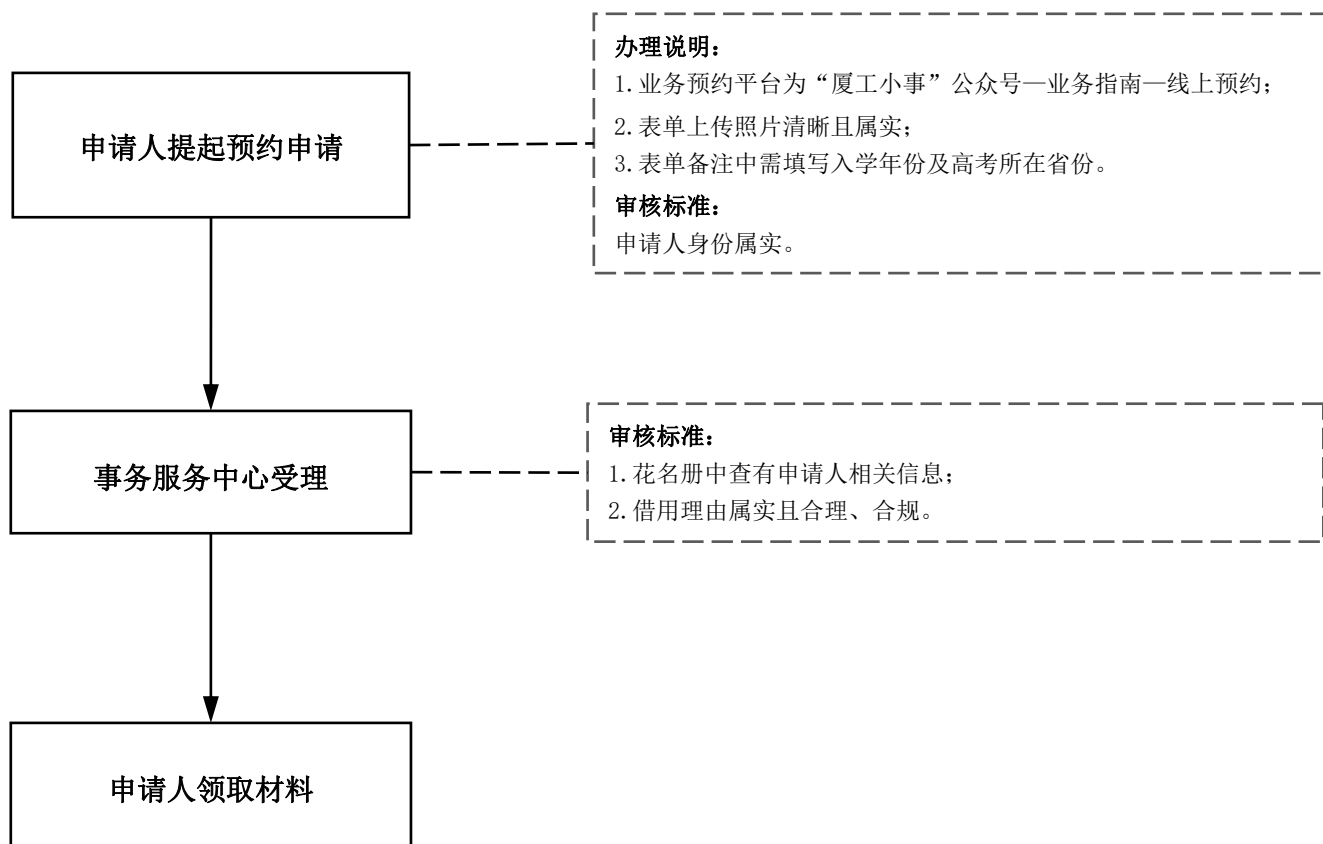 申请人提起预约申请
办理说明：
1.业务预约平台为“厦工小事”公众号—业务指南—线上预约；
2.表单上传照片清晰且属实；
3.表单备注中需填写入学年份及高考所在省份。
审核标准：
申请人身份属实。
事务服务中心受理
审核标准：
1.花名册中查有申请人相关信息；
2.借用理由属实且合理、合规。
申请人领取材料